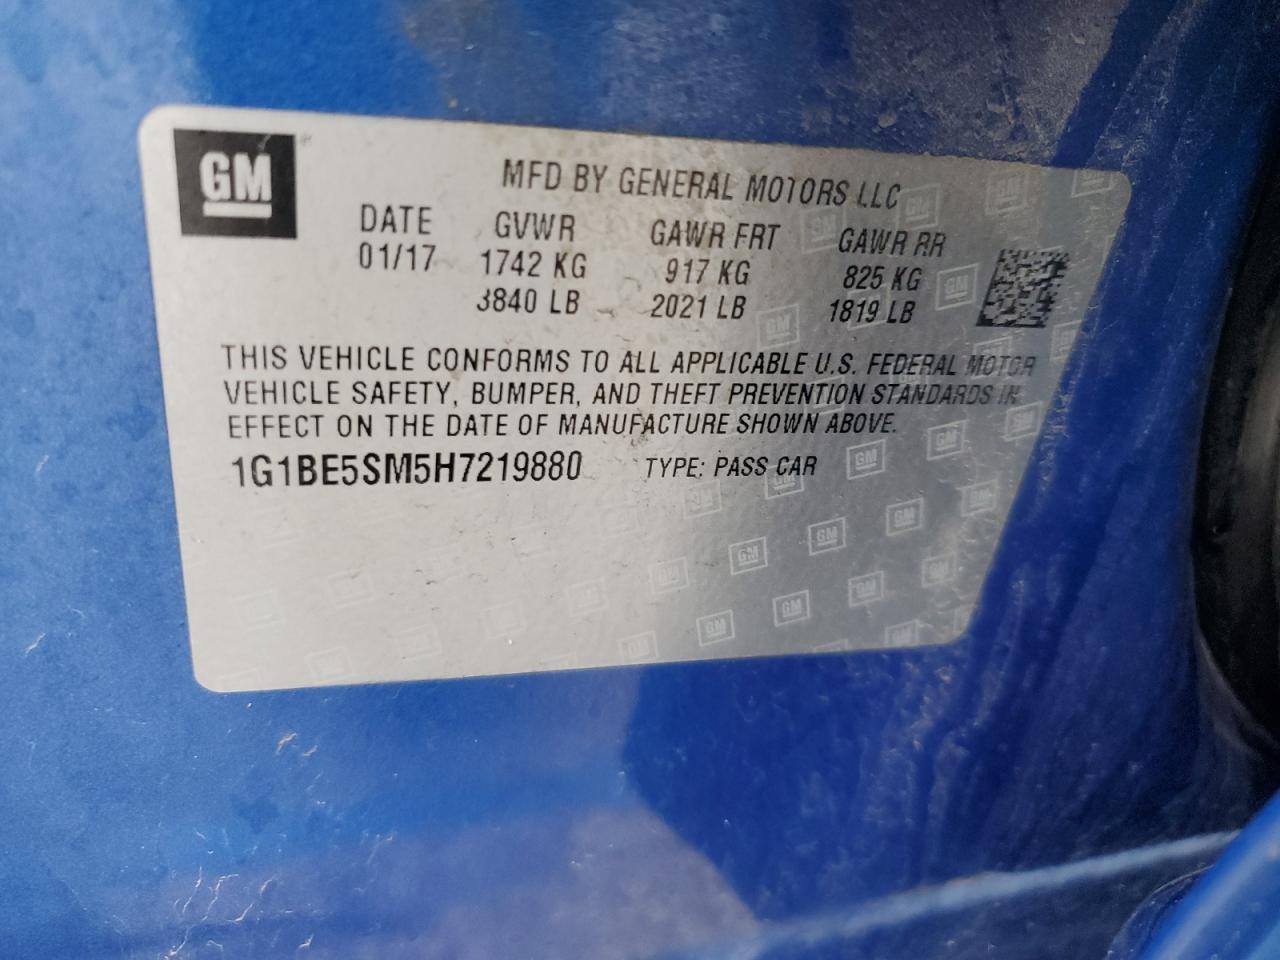 GM
MFD BY GENERAL MOTORS LLC
DATE GVWR GAWR FRT GAWR RR
01/17 1742 KG 917 KG 825 KG
3840 LB 2021 LB 1819 LB
THIS VEHICLE CONFORMS TO ALL APPLICABLE U.S. FEDERAL MOTOR
VEHICLE SAFETY, BUMPER, AND THEFT PREVENTION STANDARDS IN
EFFECT ON THE DATE OF MANUFACTURE SHOWN ABOVE.
1G1BE5SM5H7219880 TYPE: PASS CAR